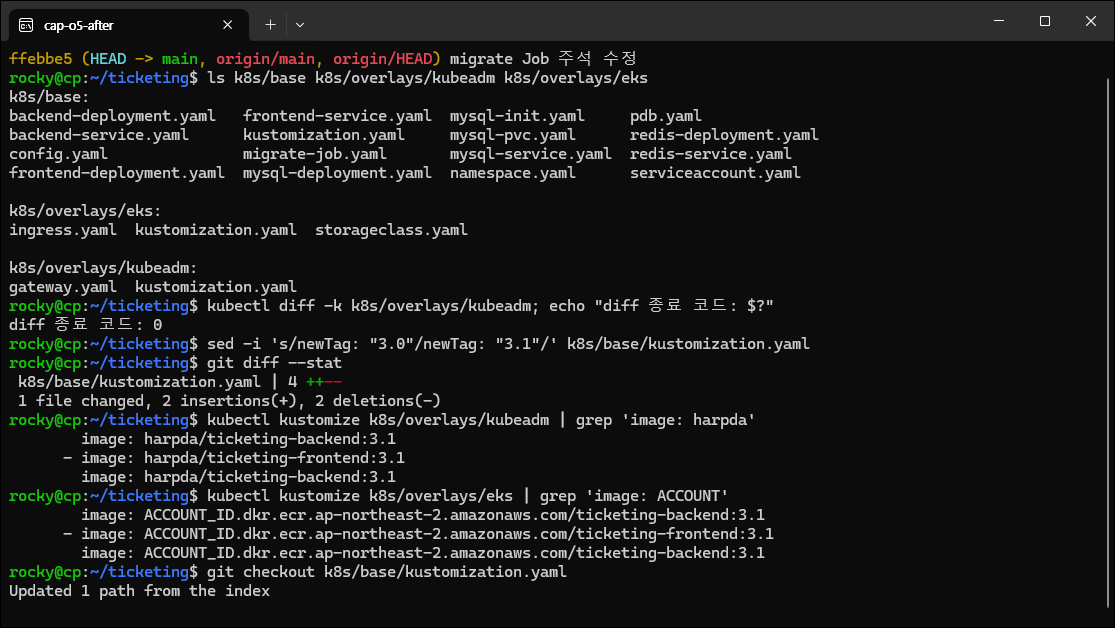 cap-o5-after
ffebbe5 (HEAD -> main, origin/main, origin/HEAD) migrate Job 주석 수정
rocky@cp:~/ticketing$ ls k8s/base k8s/overlays/kubeadm k8s/overlays/eks
k8s/base:
backend-deployment.yaml   frontend-service.yaml  mysql-init.yaml     pdb.yaml
backend-service.yaml      kustomization.yaml     mysql-pvc.yaml      redis-deployment.yaml
config.yaml               migrate-job.yaml       mysql-service.yaml  redis-service.yaml
frontend-deployment.yaml  mysql-deployment.yaml  namespace.yaml      serviceaccount.yaml
k8s/overlays/eks:
ingress.yaml  kustomization.yaml  storageclass.yaml
k8s/overlays/kubeadm:
gateway.yaml  kustomization.yaml
rocky@cp:~/ticketing$ kubectl diff -k k8s/overlays/kubeadm; echo "diff 종료 코드: $?"
diff 종료 코드: 0
rocky@cp:~/ticketing$ sed -i 's/newTag: "3.0"/newTag: "3.1"/' k8s/base/kustomization.yaml
rocky@cp:~/ticketing$ git diff --stat
 k8s/base/kustomization.yaml | 4 ++--
 1 file changed, 2 insertions(+), 2 deletions(-)
rocky@cp:~/ticketing$ kubectl kustomize k8s/overlays/kubeadm | grep 'image: harpda'
        image: harpda/ticketing-backend:3.1
      - image: harpda/ticketing-frontend:3.1
        image: harpda/ticketing-backend:3.1
rocky@cp:~/ticketing$ kubectl kustomize k8s/overlays/eks | grep 'image: ACCOUNT'
        image: ACCOUNT_ID.dkr.ecr.ap-northeast-2.amazonaws.com/ticketing-backend:3.1
      - image: ACCOUNT_ID.dkr.ecr.ap-northeast-2.amazonaws.com/ticketing-frontend:3.1
        image: ACCOUNT_ID.dkr.ecr.ap-northeast-2.amazonaws.com/ticketing-backend:3.1
rocky@cp:~/ticketing$ git checkout k8s/base/kustomization.yaml
Updated 1 path from the index